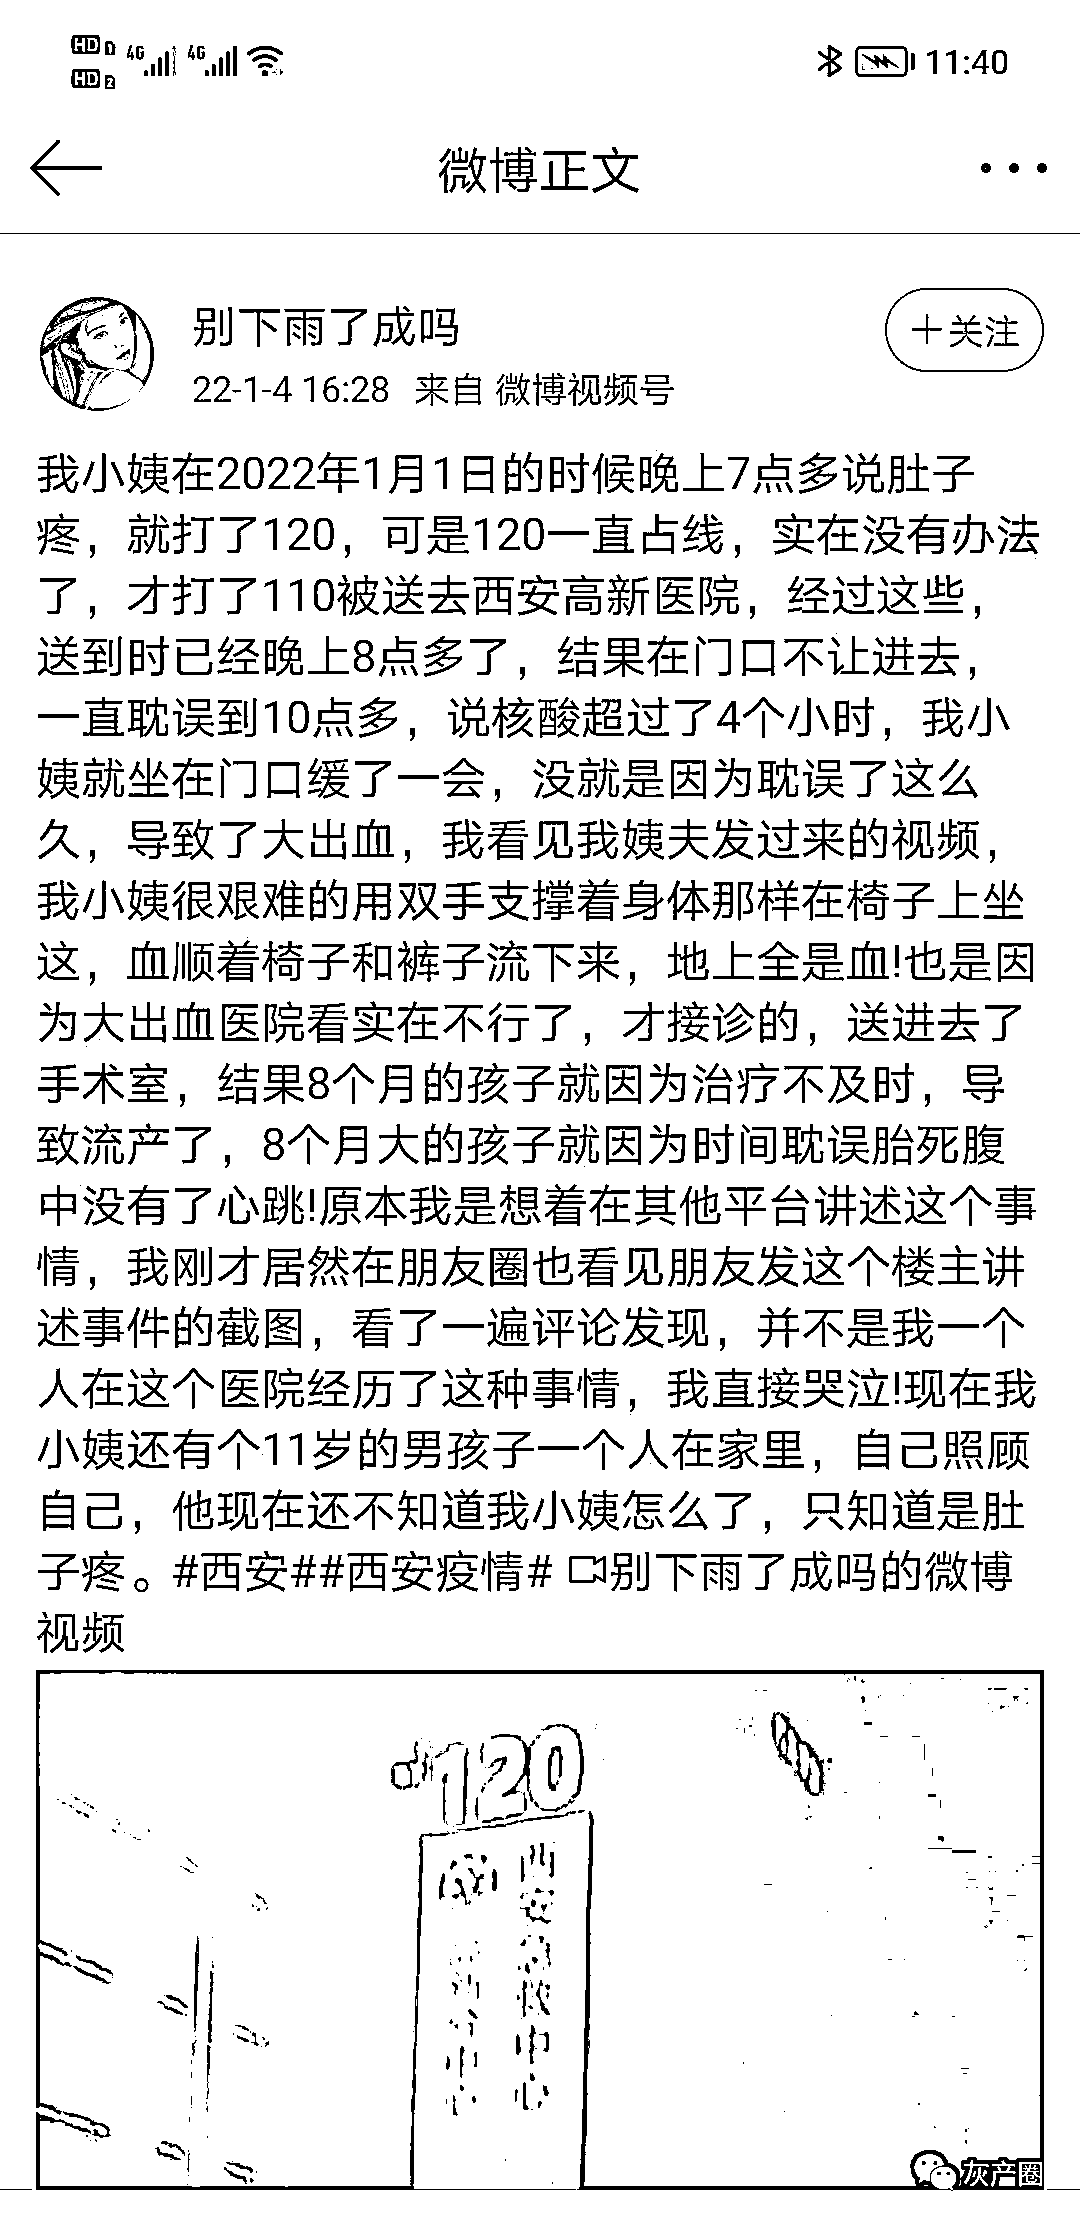 HD 1 4G 4G 11:40
HD 2
微博正文
别下雨了成吗
+关注
22-1-4 16:28 来自 微博视频号
我小姨在2022年1月1日的时候晚上7点多说肚子
疼，就打了120，可是120一直占线，实在没有办法
了，才打了110被送去西安高新医院，经过这些，
送到时已经晚上8点多了，结果在门口不让进去，
一直耽误到10点多，说核酸超过了4个小时，我小
姨就坐在门口缓了一会，没就是因为耽误了这么
久，导致了大出血，我看见我姨夫发过来的视频，
我小姨很艰难的用双手支撑着身体那样在椅子上坐
这，血顺着椅子和裤子流下来，地上全是血!也是因
为大出血医院看实在不行了，才接诊的，送进去了
手术室，结果8个月的孩子就因为治疗不及时，导
致流产了，8个月大的孩子就因为时间耽误胎死腹
中没有了心跳!原本我是想着在其他平台讲述这个事
情，我刚才居然在朋友圈也看见朋友发这个楼主讲
述事件的截图，看了一遍评论发现，并不是我一个
人在这个医院经历了这种事情，我直接哭泣!现在我
小姨还有个11岁的男孩子一个人在家里，自己照顾
自己，他现在还不知道我小姨怎么了，只知道是肚
子疼。#西安##西安疫情# 别下雨了成吗的微博
视频
120
西安急救中心
灰产圈